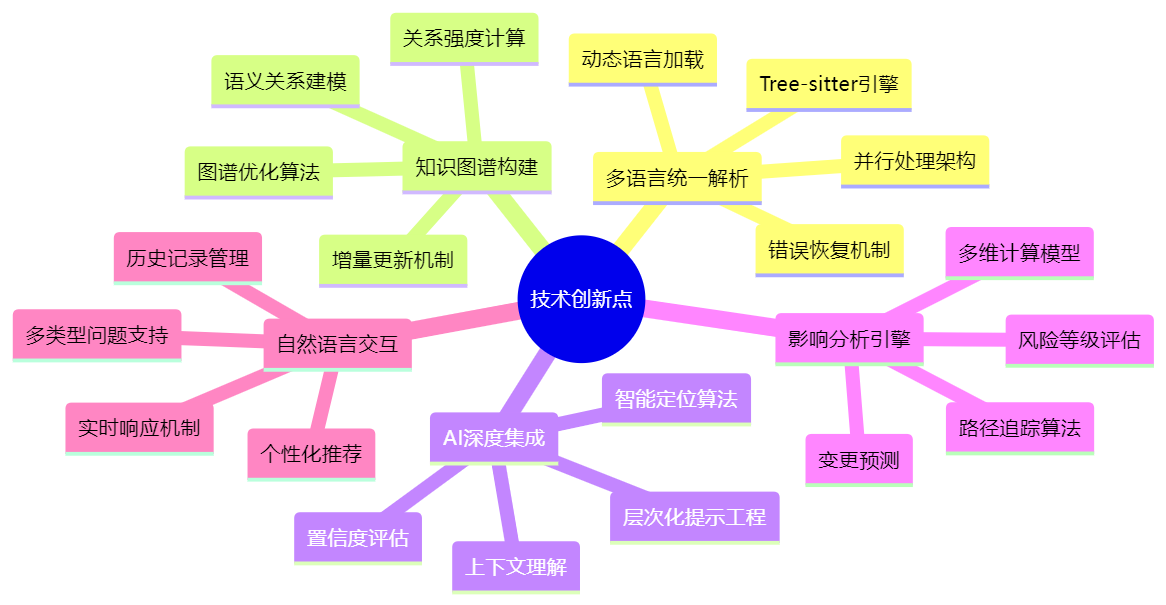 技术创新点
多语言统一解析
动态语言加载
Tree-sitter引擎
并行处理架构
错误恢复机制
知识图谱构建
关系强度计算
语义关系建模
图谱优化算法
增量更新机制
影响分析引擎
多维计算模型
风险等级评估
路径追踪算法
变更预测
AI深度集成
智能定位算法
层次化提示工程
上下文理解
置信度评估
自然语言交互
历史记录管理
多类型问题支持
实时响应机制
个性化推荐